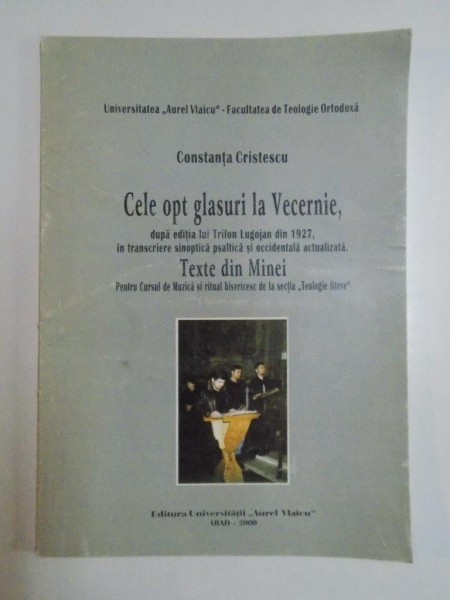 Universitatea „Aurel Vlaicu" - Facultatea de Teologie Ortodoxă
Constanța Cristescu
Cele opt glasuri la Vecernie,
după ediția lui Trifon Lugojan din 1927,
în transcriere sinoptică psaltică și occidentală actualizată.
Texte din Minei
Pentru Cursul de Muzică și ritual bisericesc de la secția „Teologie litere"
Editura Universității „Aurel Vlaicu"
ARAD - 2000